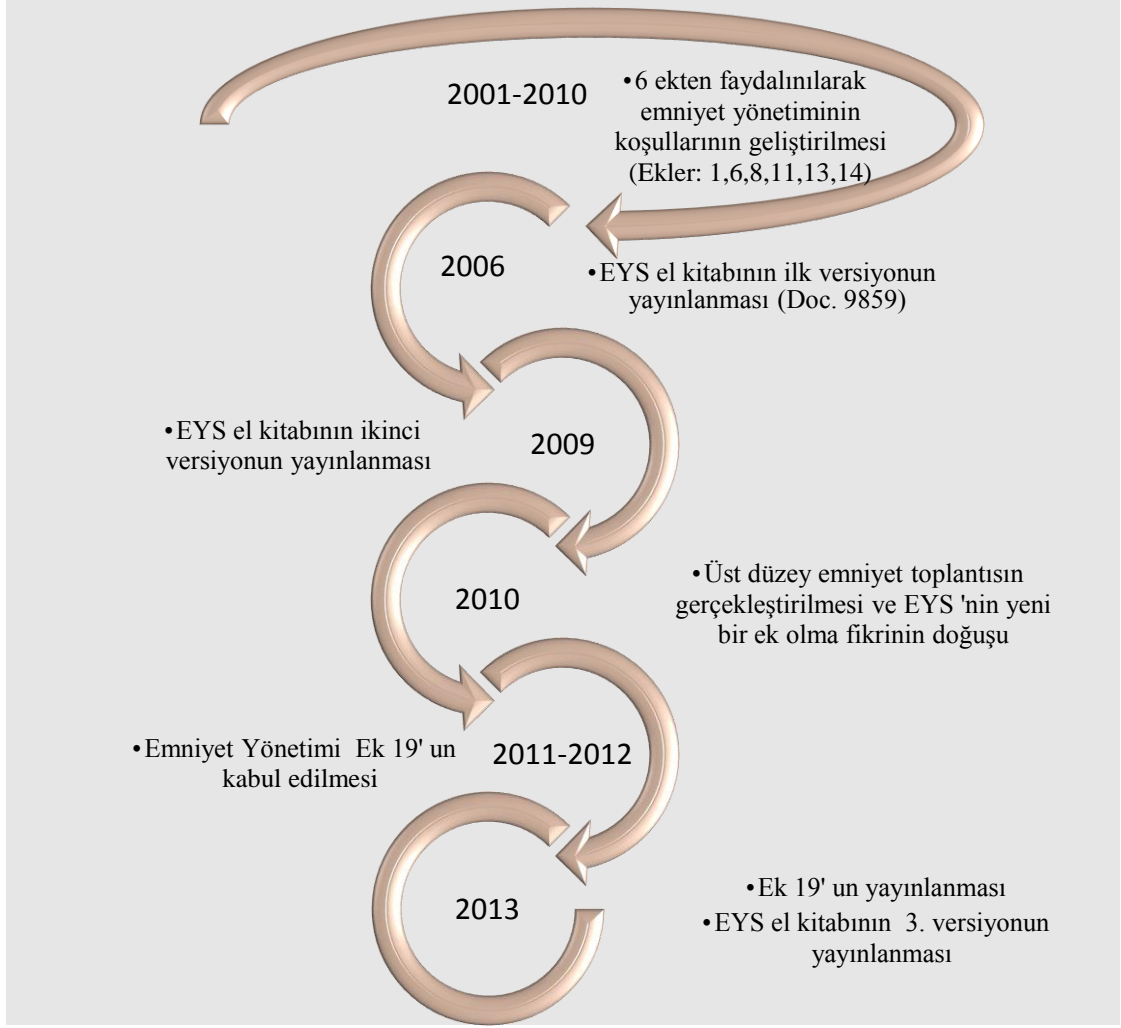 2001-2010
•6 ekten faydalınılarak
emniyet yönetiminin
koşullarının geliştirilmesi
(Ekler: 1,6,8,11,13,14)
2006
•EYS el kitabının ilk versiyonun
yayınlanması (Doc. 9859)
2009
•EYS el kitabının ikinci
versiyonun yayınlanması
2010
•Üst düzey emniyet toplantısın
gerçekleştirilmesi ve EYS 'nin yeni
bir ek olma fikrinin doğuşu
2011-2012
•Emniyet Yönetimi Ek 19' un
kabul edilmesi
2013
•Ek 19' un yayınlanması
•EYS el kitabının 3. versiyonun
yayınlanması